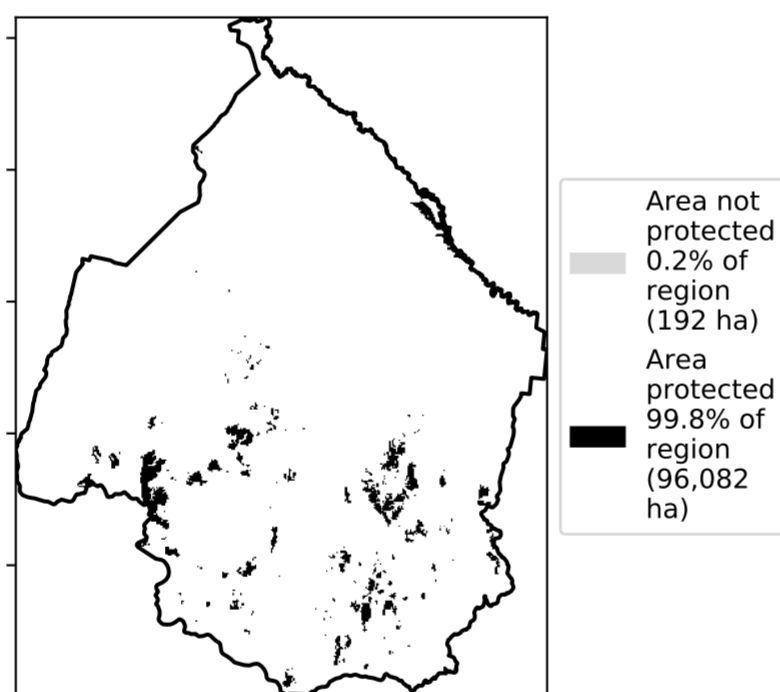 Area not
protected
0.2% of
region
(192 ha)
Area
protected
99.8% of
region
(96,082
ha)